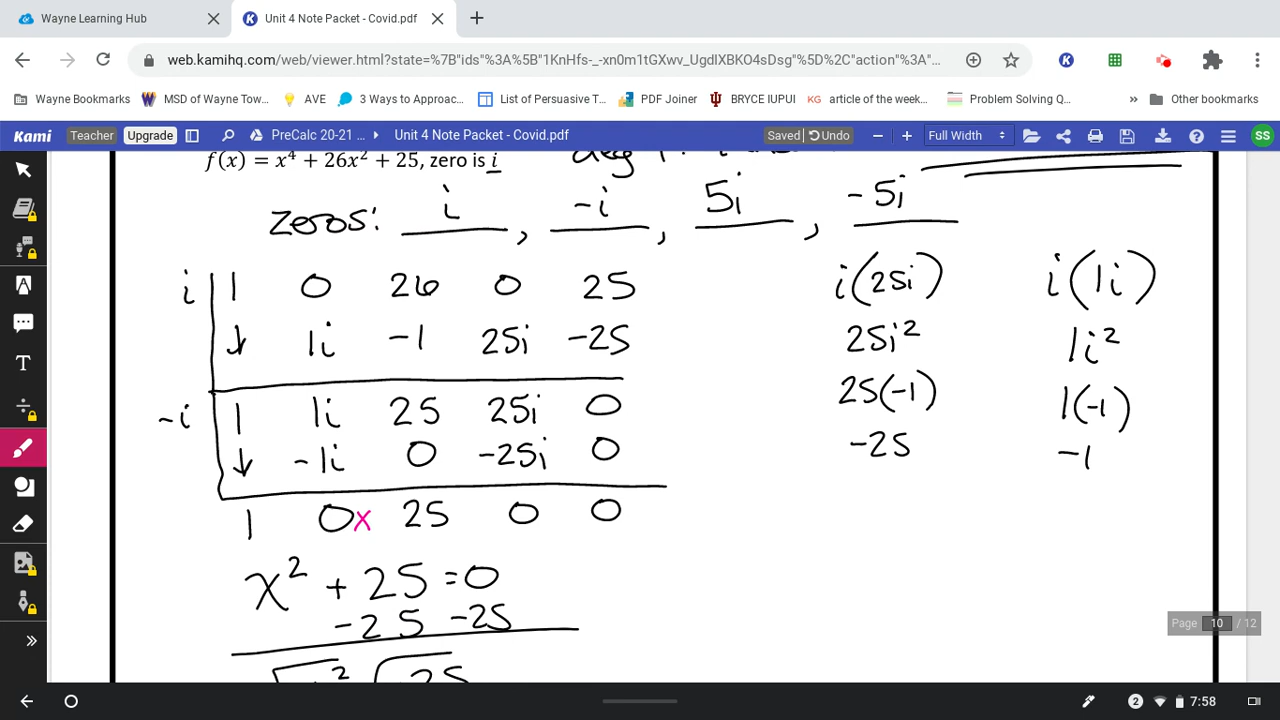 Wayne Learning Hub
Unit 4 Note Packet - Covid.pdf
web.kamihq.com/web/viewer.html?state=%7B"ids"%3A%5B"1KnHfs-_-xn0m1tGXwv_UgdIXBKO4sDsg"%5D%2C"action"%3A"...
Wayne Bookmarks
MSD of Wayne Tow...
AVE
3 Ways to Approac...
List of Persuasive T...
PDF Joiner
BRYCE IUPUI
KG article of the week...
Problem Solving Q...
» Other bookmarks
Kami Teacher Upgrade
PreCalc 20-21 ...
Unit 4 Note Packet - Covid.pdf
Saved Undo
Full Width
SS
f(x) = x⁴ + 26x² + 25, zero is i
zeros: i , -i , 5i , -5i
i | 1 0 26 0 25
↓ 1i -1 25i -25
-i | 1 1i 25 25i 0
↓ -1i 0 -25i 0
1 0x 25 0 0
x² + 25 = 0
-25 -25
i(25i)
25i²
25(-1)
-25
i(1i)
1i²
1(-1)
-1
Page 10 / 12
2 7:58